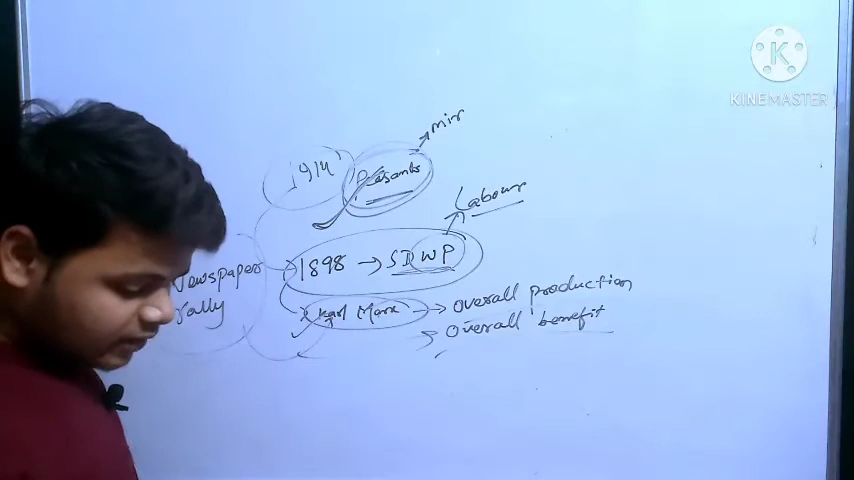 K
KINEMASTER
mir
1914
Peasants
Labour
1898 → SDWP
Newspaper
rally
Karl Marx → overall production
→ overall benefit